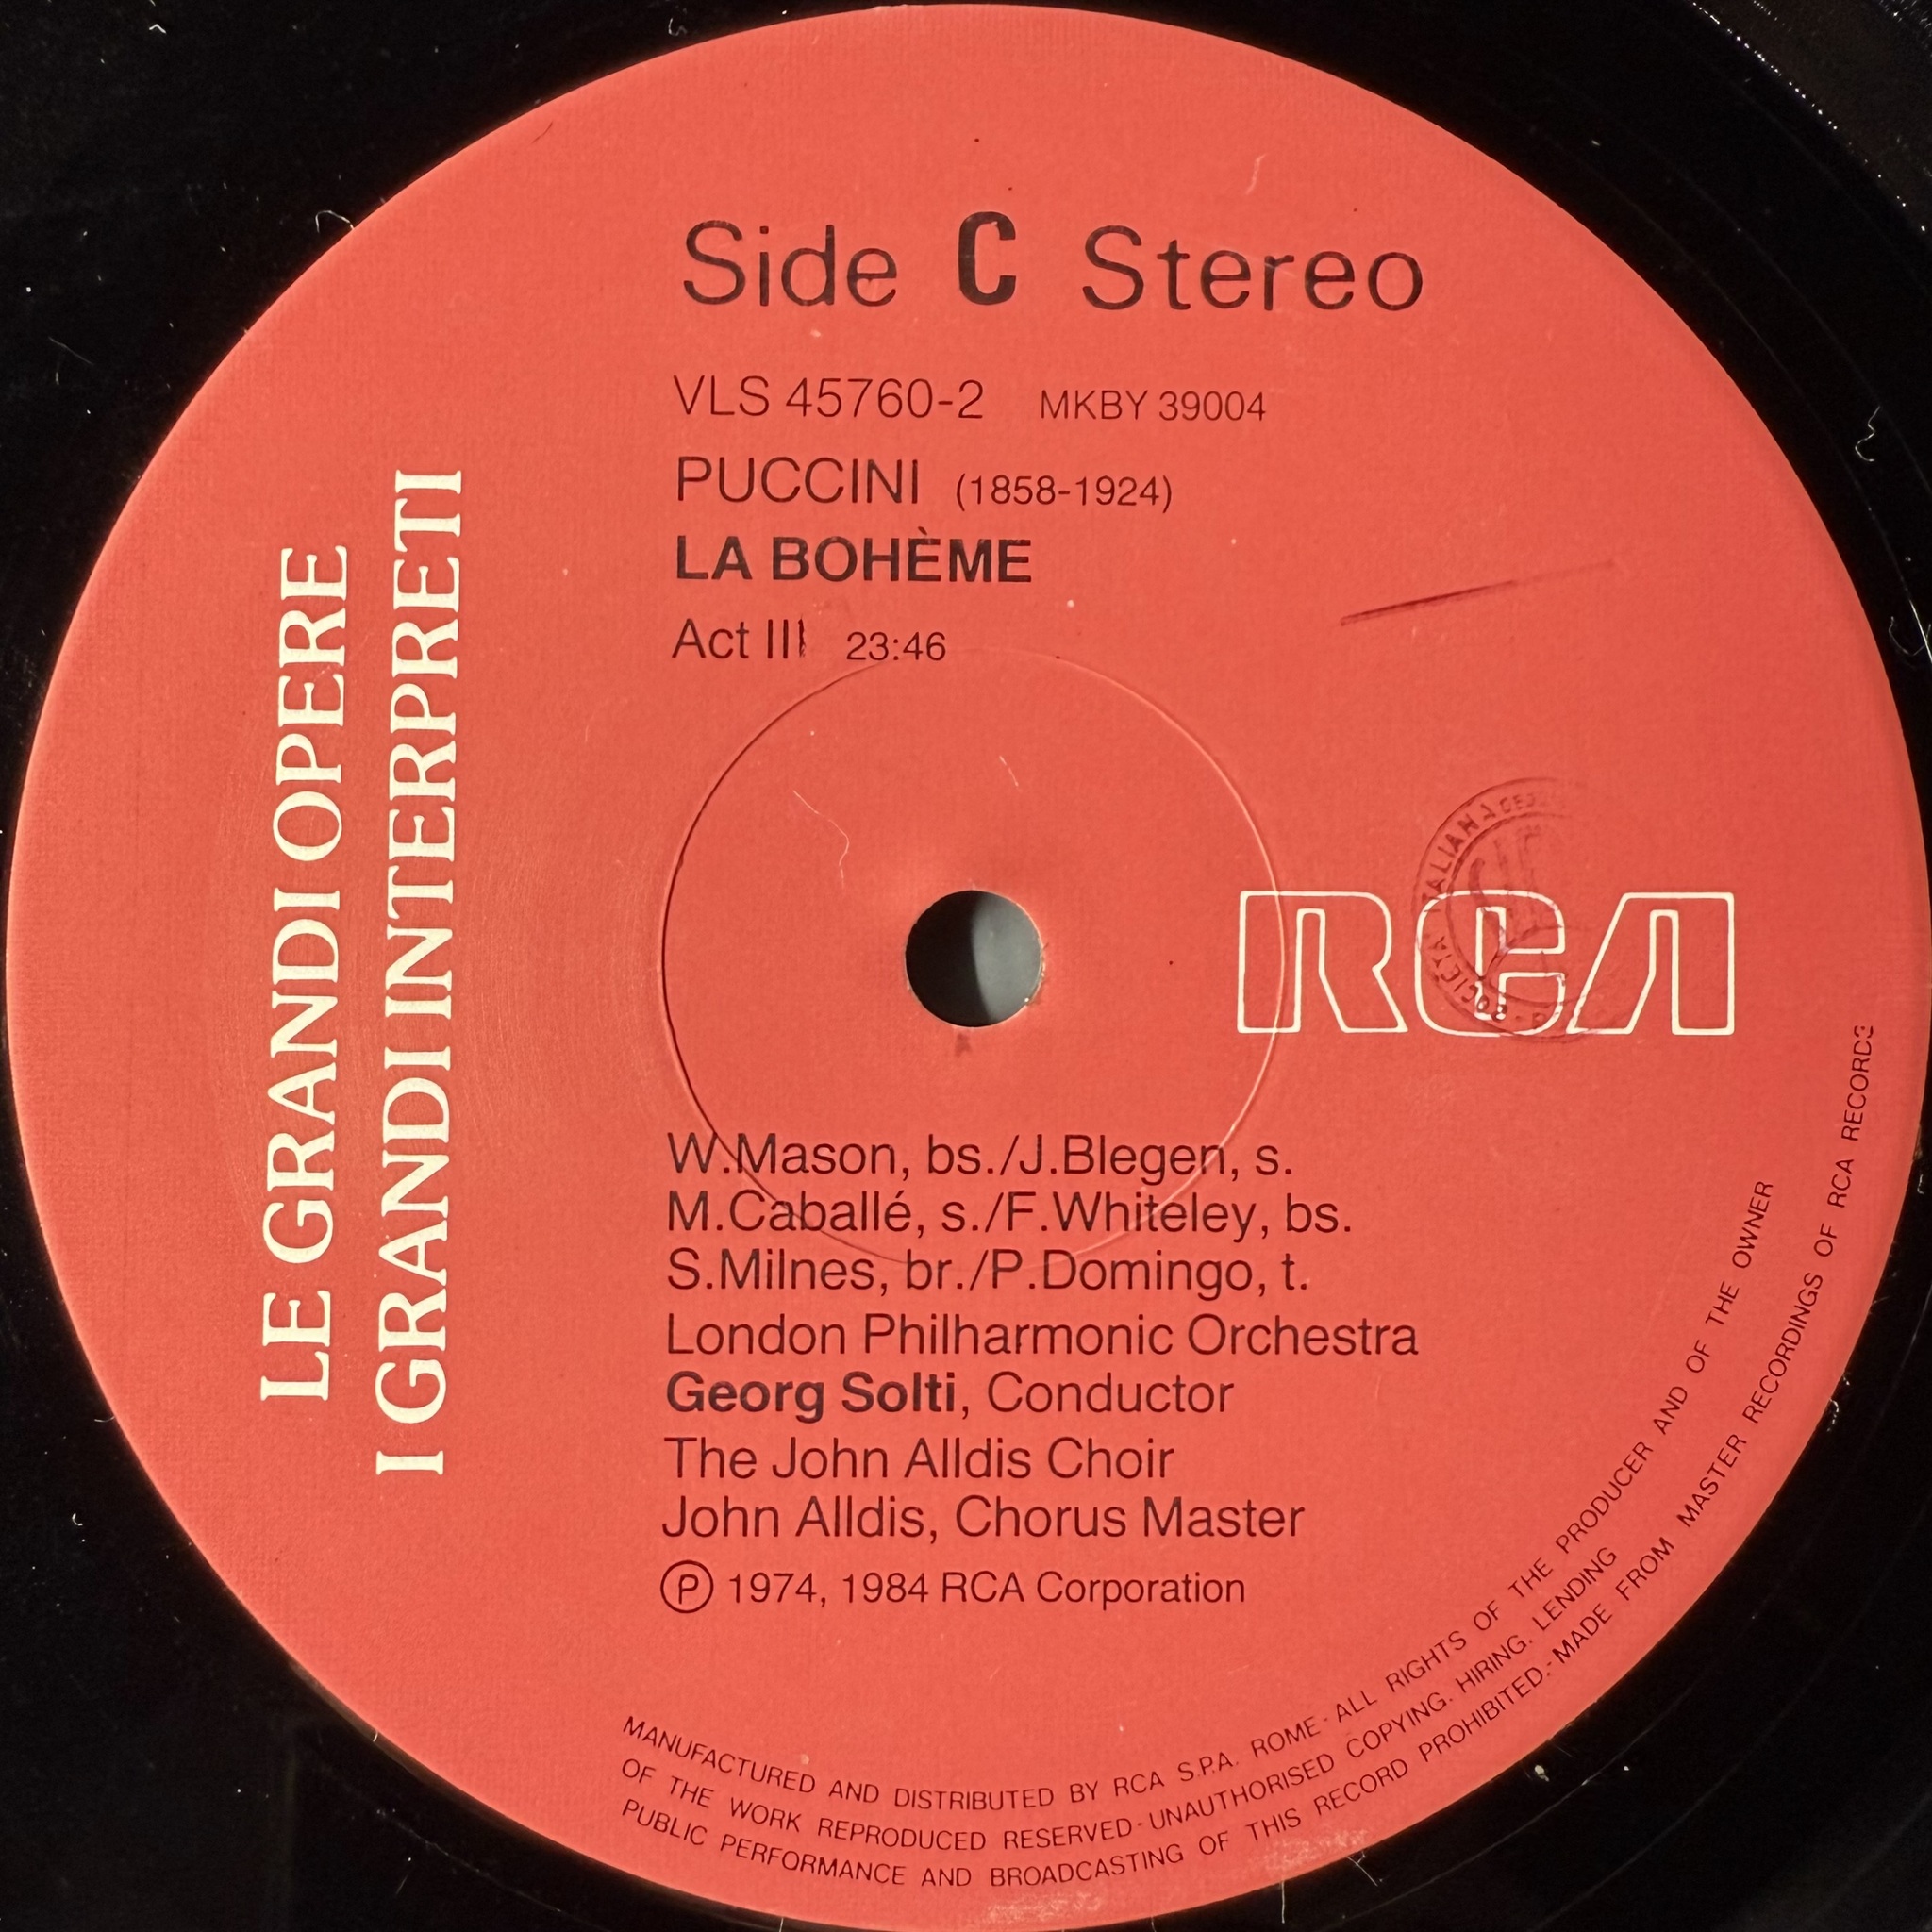 Side C Stereo
VLS 45760-2 MKBY 39004
PUCCINI (1858-1924)
LA BOHÈME
Act III 23:46
LE GRANDI OPERE
I GRANDI INTERPRETI
RCA
SOCIETA' ITALIANA
W.Mason, bs./J.Blegen, s.
M.Caballé, s./F.Whiteley, bs.
S.Milnes, br./P.Domingo, t.
London Philharmonic Orchestra
Georg Solti, Conductor
The John Alldis Choir
John Alldis, Chorus Master
Ⓟ 1974, 1984 RCA Corporation
MANUFACTURED AND DISTRIBUTED BY RCA S.P.A. ROME - ALL RIGHTS OF THE PRODUCER AND OF THE OWNER
OF THE WORK REPRODUCED RESERVED - UNAUTHORISED COPYING. HIRING. LENDING
PUBLIC PERFORMANCE AND BROADCASTING OF THIS RECORD PROHIBITED.- MADE FROM MASTER RECORDINGS OF RCA RECORDS